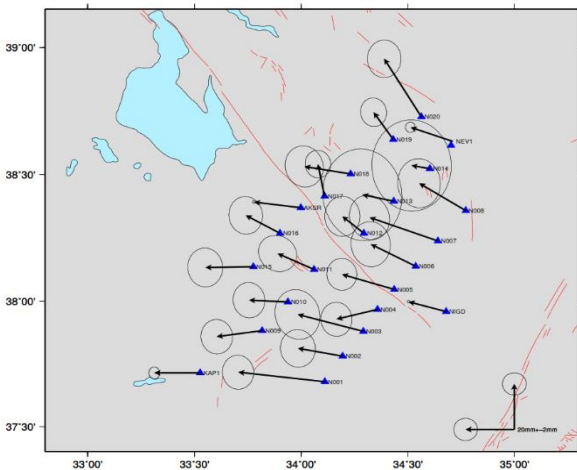 39°00'
N020
N019
NEV1
N014
38°30'
N018
N017
N013
N008
AKSR
N016
N012
N007
N015
N011
N006
38°00'
N010
N005
N004
NIGD
N009
N003
N002
KAP1
N001
37°30'
20mm+-2mm
33°00'
33°30'
34°00'
34°30'
35°00'